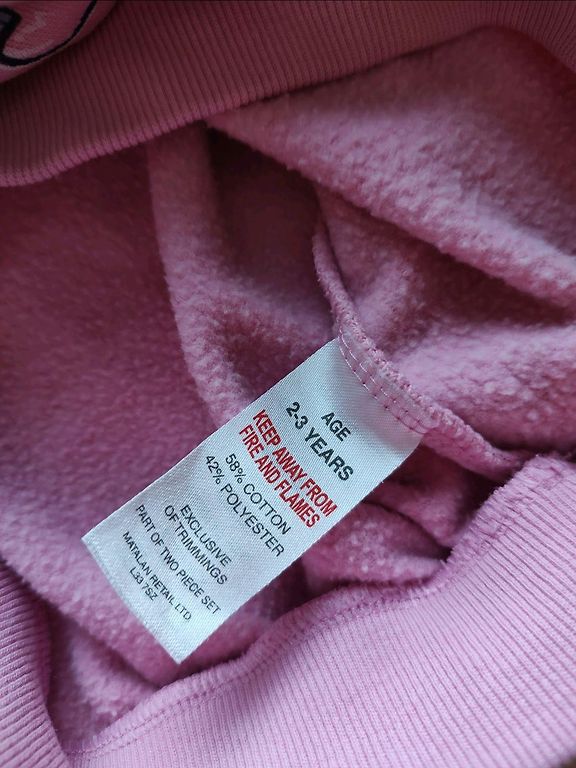 AGE
2-3 YEARS
KEEP AWAY FROM
FIRE AND FLAMES
58% COTTON
42% POLYESTER
EXCLUSIVE
OF TRIMMINGS
PART OF TWO PIECE SET
MATALAN RETAIL LTD
L33 7SZ